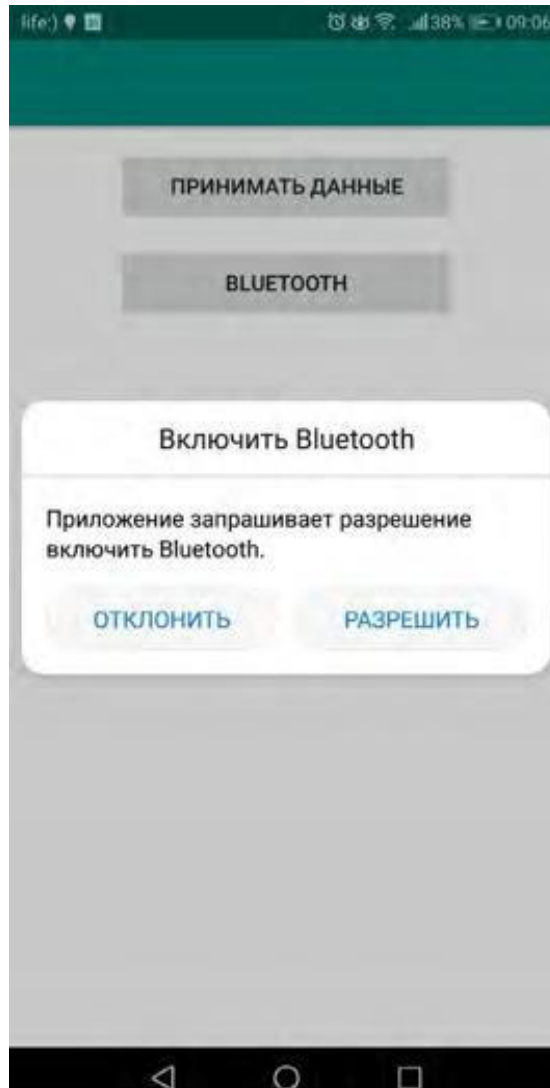 life:) 38% 09:06
ПРИНИМАТЬ ДАННЫЕ
BLUETOOTH
Включить Bluetooth
Приложение запрашивает разрешение
включить Bluetooth.
ОТКЛОНИТЬ РАЗРЕШИТЬ